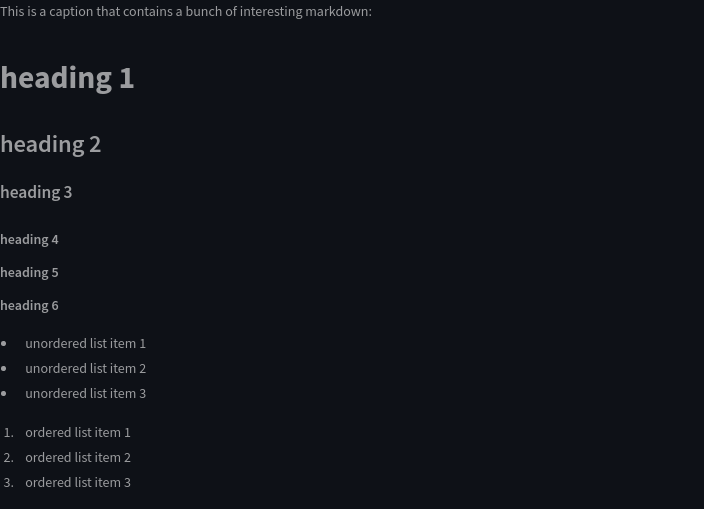 This is a caption that contains a bunch of interesting markdown:
heading 1
heading 2
heading 3
heading 4
heading 5
heading 6
• unordered list item 1
• unordered list item 2
• unordered list item 3
1. ordered list item 1
2. ordered list item 2
3. ordered list item 3